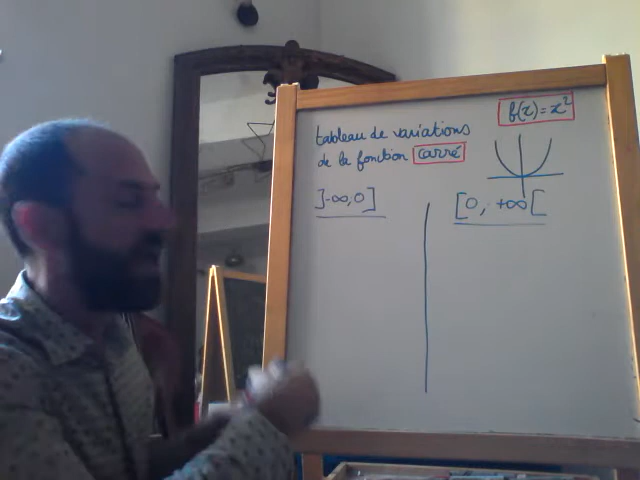 f(x)=x²
tableau de variations
de la fonction carré
]-∞,0]
[0, +∞[